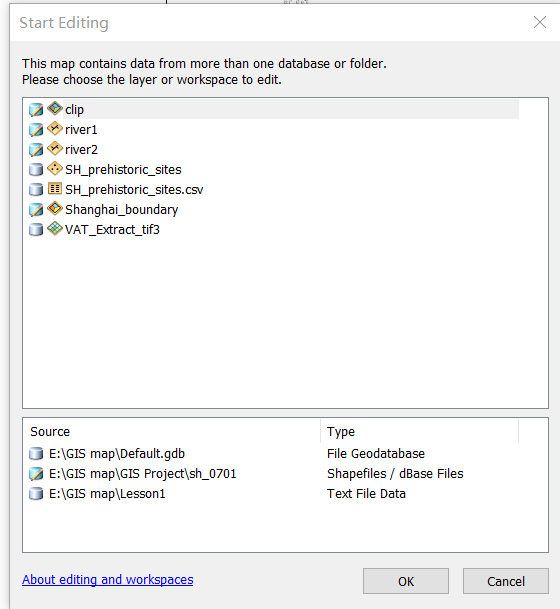 Start Editing
This map contains data from more than one database or folder.
Please choose the layer or workspace to edit.
clip
river1
river2
SH_prehistoric_sites
SH_prehistoric_sites.csv
Shanghai_boundary
VAT_Extract_tif3
Source Type
E:\GIS map\Default.gdb File Geodatabase
E:\GIS map\GIS Project\sh_0701 Shapefiles / dBase Files
E:\GIS map\Lesson1 Text File Data
About editing and workspaces OK Cancel